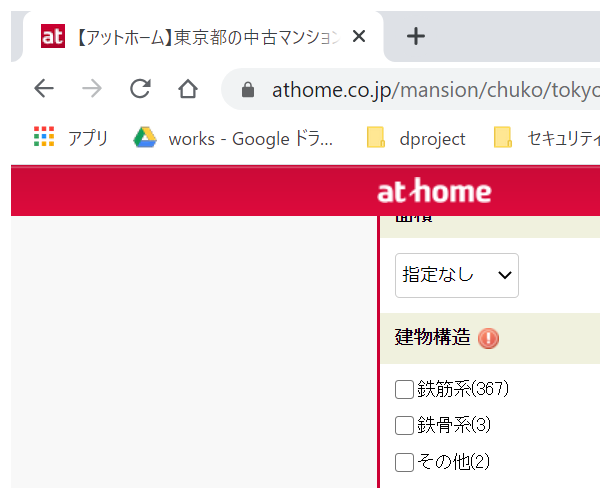 at 【アットホーム】東京都の中古マンション
athome.co.jp/mansion/chuko/tokyo
アプリ works - Google ドラ... dproject セキュリティ
at home
面積
指定なし
建物構造
鉄筋系(367)
鉄骨系(3)
その他(2)